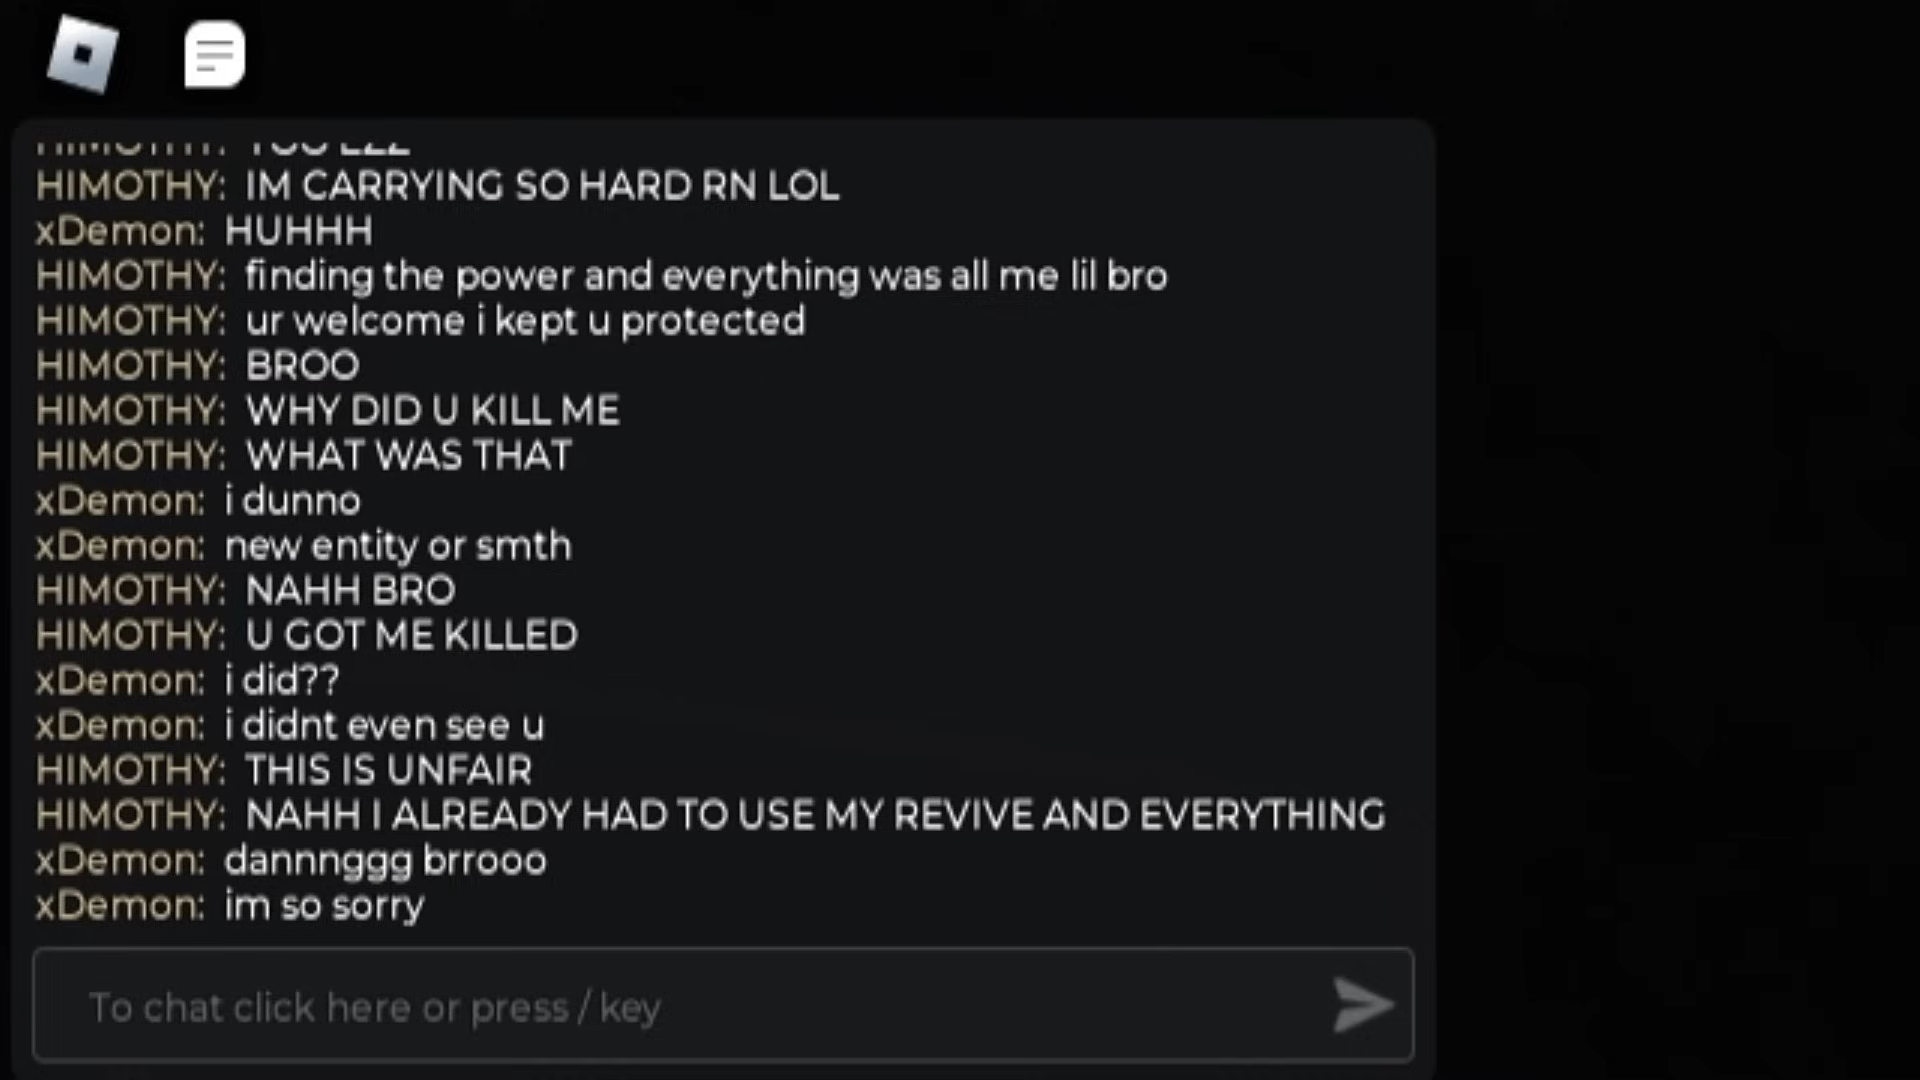 HIMOTHY: IM CARRYING SO HARD RN LOL
xDemon: HUHHH
HIMOTHY: finding the power and everything was all me lil bro
HIMOTHY: ur welcome i kept u protected
HIMOTHY: BROO
HIMOTHY: WHY DID U KILL ME
HIMOTHY: WHAT WAS THAT
xDemon: i dunno
xDemon: new entity or smth
HIMOTHY: NAHH BRO
HIMOTHY: U GOT ME KILLED
xDemon: i did??
xDemon: i didnt even see u
HIMOTHY: THIS IS UNFAIR
HIMOTHY: NAHH I ALREADY HAD TO USE MY REVIVE AND EVERYTHING
xDemon: dannnggg brrooo
xDemon: im so sorry
To chat click here or press / key